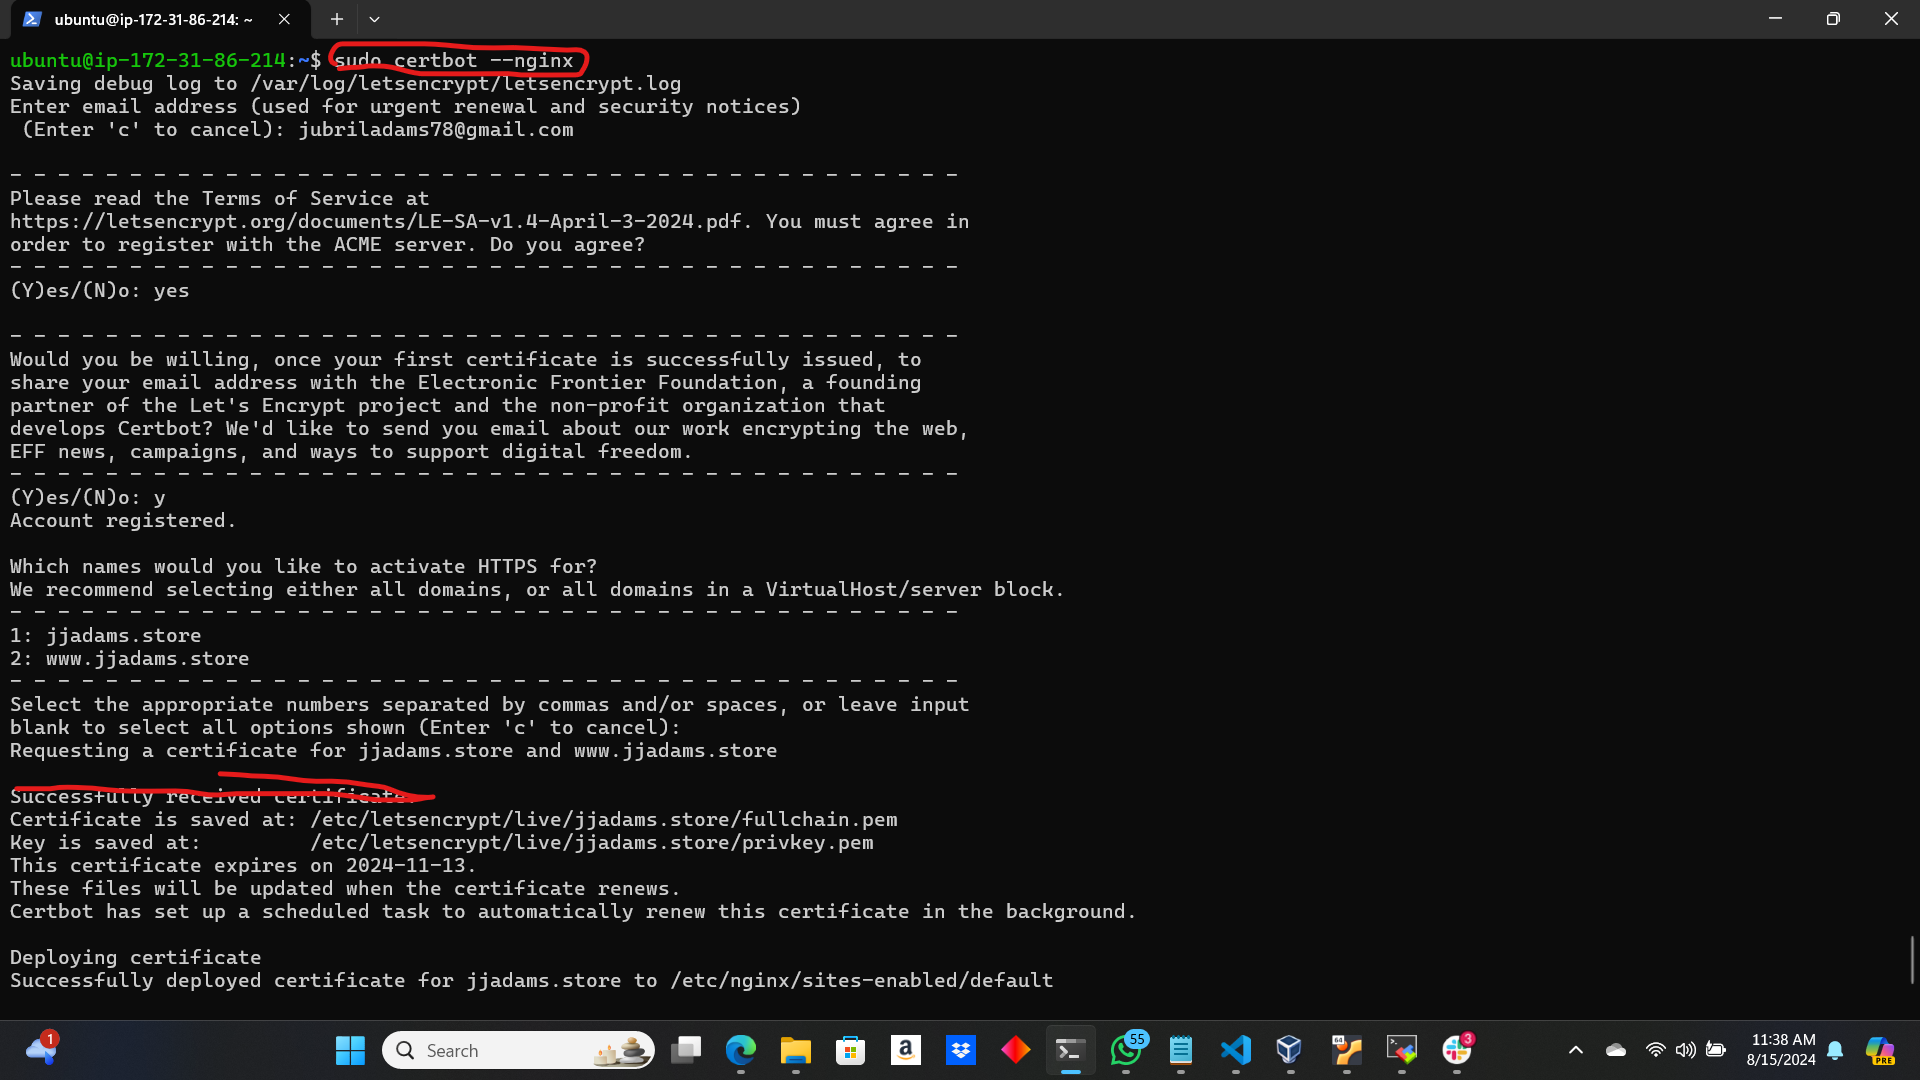 ubuntu@ip-172-31-86-214: ~
ubuntu@ip-172-31-86-214:~$ sudo certbot --nginx
Saving debug log to /var/log/letsencrypt/letsencrypt.log
Enter email address (used for urgent renewal and security notices)
 (Enter 'c' to cancel): jubriladams78@gmail.com

- - - - - - - - - - - - - - - - - - - - - - - - - - - - - - - - - - - - - - - -
Please read the Terms of Service at
https://letsencrypt.org/documents/LE-SA-v1.4-April-3-2024.pdf. You must agree in
order to register with the ACME server. Do you agree?
- - - - - - - - - - - - - - - - - - - - - - - - - - - - - - - - - - - - - - - -
(Y)es/(N)o: yes

- - - - - - - - - - - - - - - - - - - - - - - - - - - - - - - - - - - - - - - -
Would you be willing, once your first certificate is successfully issued, to
share your email address with the Electronic Frontier Foundation, a founding
partner of the Let's Encrypt project and the non-profit organization that
develops Certbot? We'd like to send you email about our work encrypting the web,
EFF news, campaigns, and ways to support digital freedom.
- - - - - - - - - - - - - - - - - - - - - - - - - - - - - - - - - - - - - - - -
(Y)es/(N)o: y
Account registered.

Which names would you like to activate HTTPS for?
We recommend selecting either all domains, or all domains in a VirtualHost/server block.
- - - - - - - - - - - - - - - - - - - - - - - - - - - - - - - - - - - - - - - -
1: jjadams.store
2: www.jjadams.store
- - - - - - - - - - - - - - - - - - - - - - - - - - - - - - - - - - - - - - - -
Select the appropriate numbers separated by commas and/or spaces, or leave input
blank to select all options shown (Enter 'c' to cancel):
Requesting a certificate for jjadams.store and www.jjadams.store

Successfully received certificate.
Certificate is saved at: /etc/letsencrypt/live/jjadams.store/fullchain.pem
Key is saved at:         /etc/letsencrypt/live/jjadams.store/privkey.pem
This certificate expires on 2024-11-13.
These files will be updated when the certificate renews.
Certbot has set up a scheduled task to automatically renew this certificate in the background.

Deploying certificate
Successfully deployed certificate for jjadams.store to /etc/nginx/sites-enabled/default
1
Search
a
55
64
3
11:38 AM
8/15/2024
PRE